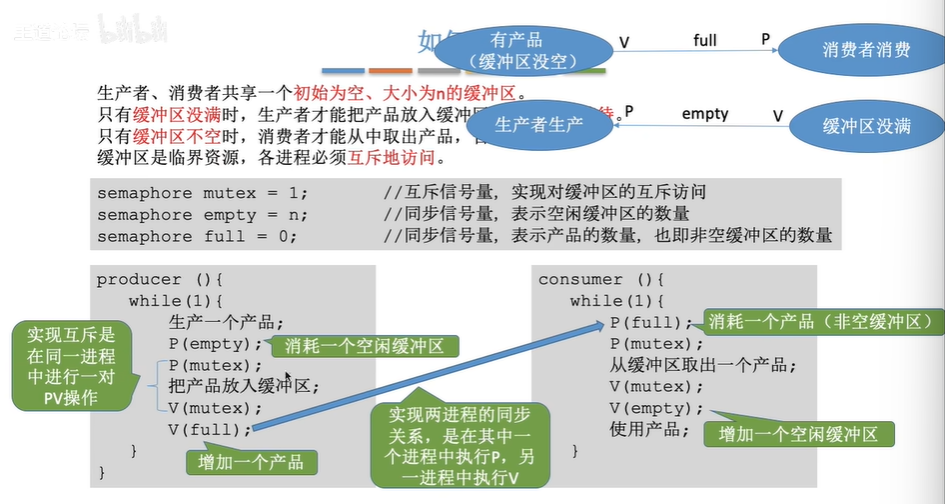 王道论坛 bilibili
如
有产品
（缓冲区没空）
V full P
消费者消费
生产者、消费者共享一个初始为空、大小为n的缓冲区。
只有缓冲区没满时，生产者才能把产品放入缓冲
待。
生产者生产
P empty V
缓冲区没满
只有缓冲区不空时，消费者才能从中取出产品，
缓冲区是临界资源，各进程必须互斥地访问。
semaphore mutex = 1; //互斥信号量，实现对缓冲区的互斥访问
semaphore empty = n; //同步信号量，表示空闲缓冲区的数量
semaphore full = 0; //同步信号量，表示产品的数量，也即非空缓冲区的数量
producer (){
while(1){
生产一个产品;
P(empty);
P(mutex);
把产品放入缓冲区;
V(mutex);
V(full);
}
}
实现互斥是
在同一进程
中进行一对
PV操作
消耗一个空闲缓冲区
增加一个产品
实现两进程的同步
关系，是在其中一
个进程中执行P，另
一进程中执行V
consumer (){
while(1){
P(full);
P(mutex);
从缓冲区取出一个产品;
V(mutex);
V(empty);
使用产品;
}
}
消耗一个产品（非空缓冲区）
增加一个空闲缓冲区